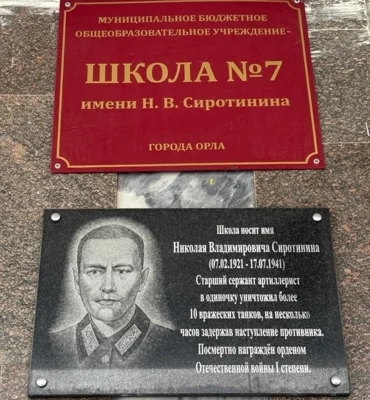 МУНИЦИПАЛЬНОЕ БЮДЖЕТНОЕ
ОБЩЕОБРАЗОВАТЕЛЬНОЕ УЧРЕЖДЕНИЕ-
ШКОЛА №7
имени Н. В. Сиротинина
ГОРОДА ОРЛА
Школа носит имя
Николая Владимировича Сиротинина
(07.02.1921 - 17.07.1941)
Старший сержант артиллерист
в одиночку уничтожил более
10 вражеских танков, на несколько
часов задержав наступление противника.
Посмертно награждён орденом
Отечественной войны I степени.